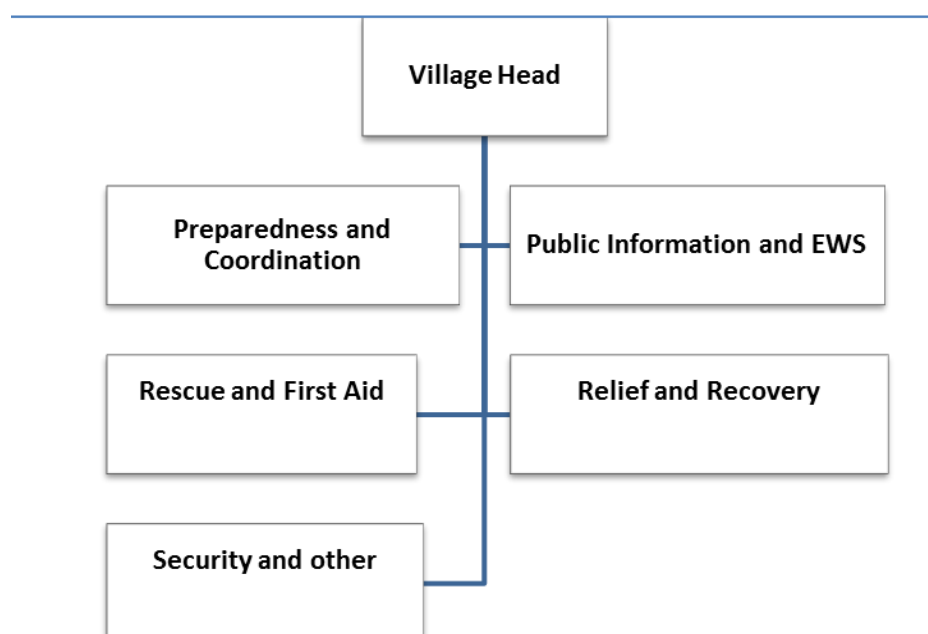 Village Head
Preparedness and
Coordination
Public Information and EWS
Rescue and First Aid
Relief and Recovery
Security and other